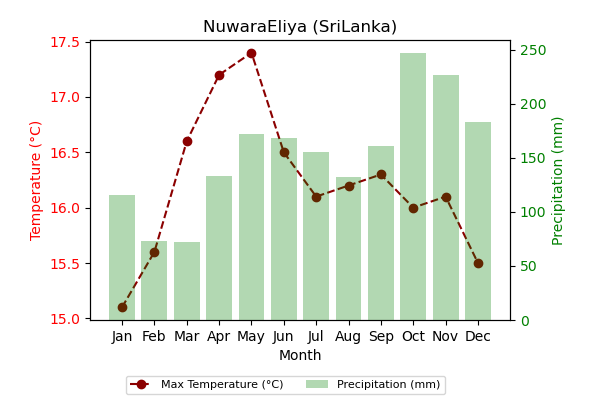 NuwaraEliya (SriLanka)
17.5
17.0
16.5
16.0
15.5
15.0
Temperature (°C)
250
200
150
100
50
0
Precipitation (mm)
Jan Feb Mar Apr May Jun Jul Aug Sep Oct Nov Dec
Month
Max Temperature (°C) Precipitation (mm)